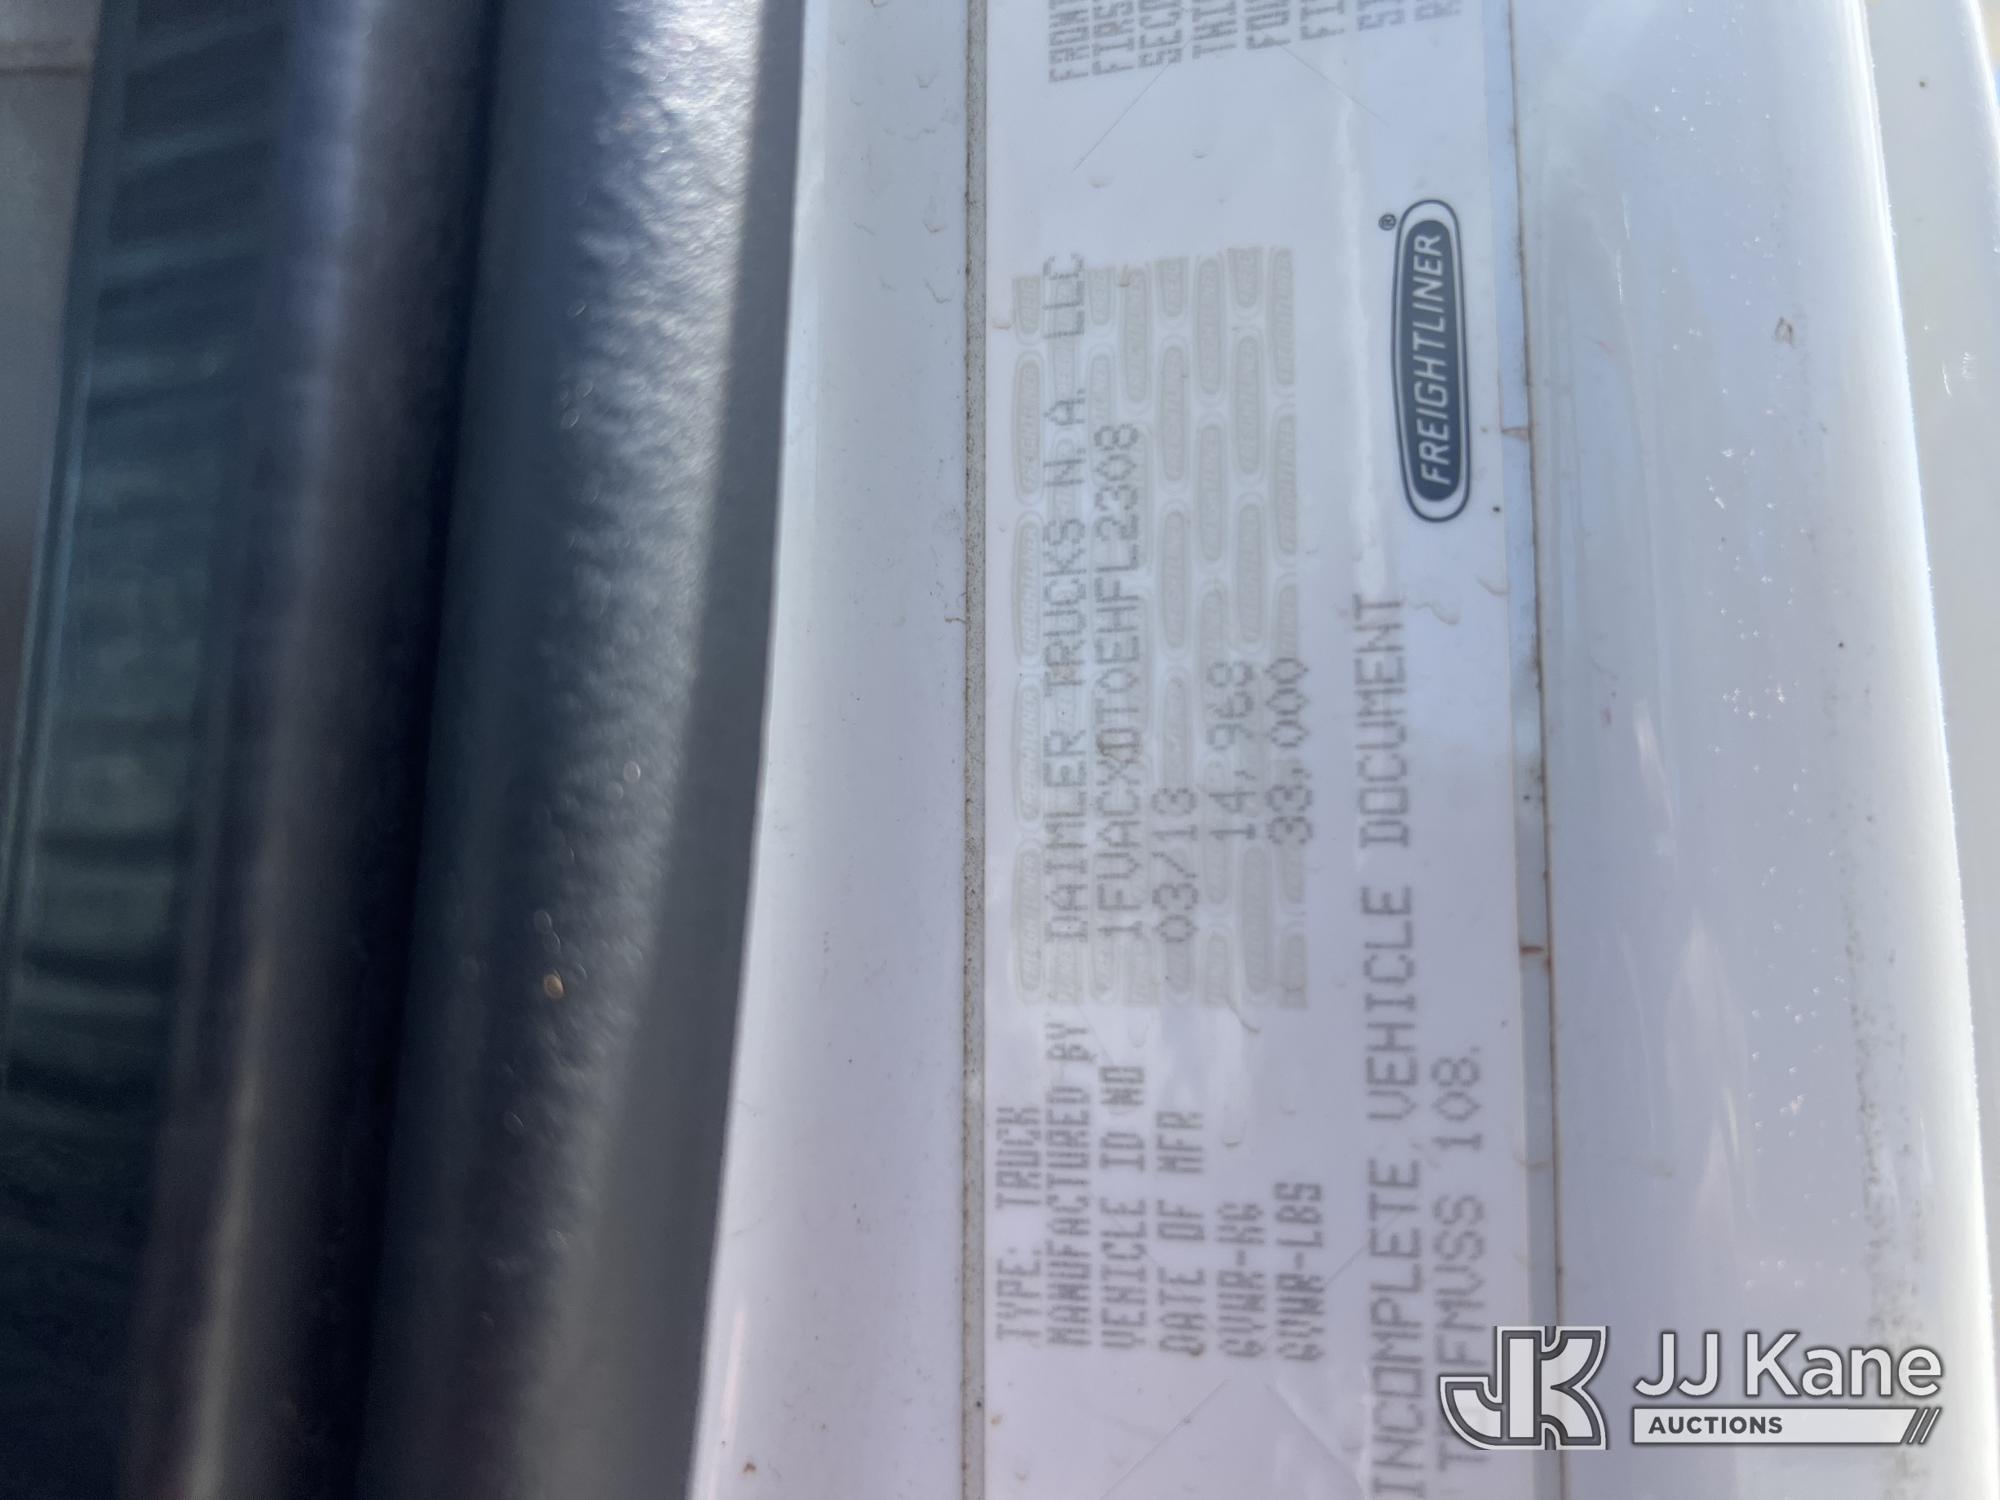 TYPE: TRUCK
MANUFACTURED BY DAIMLER TRUCKS N.A. LLC
VEHICLE ID NO 1FVACXDT0EHFL2308
DATE OF MFR 03/13
GVWR-KG 14,968
GVWR-LBS 33,000
INCOMPLETE VEHICLE DOCUMENT
TOFMVSS 108.
FREIGHTLINER®
JJ Kane
AUCTIONS